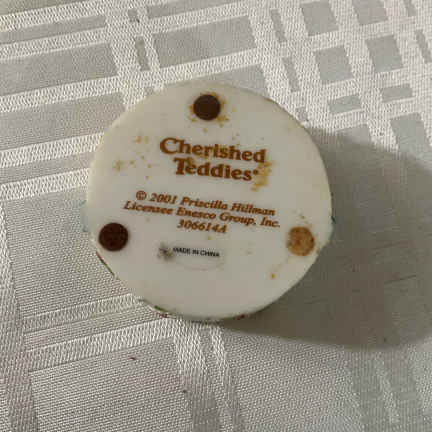 Cherished
Teddies®
© 2001 Priscilla Hillman
Licensee Enesco Group, Inc.
306614A
MADE IN CHINA